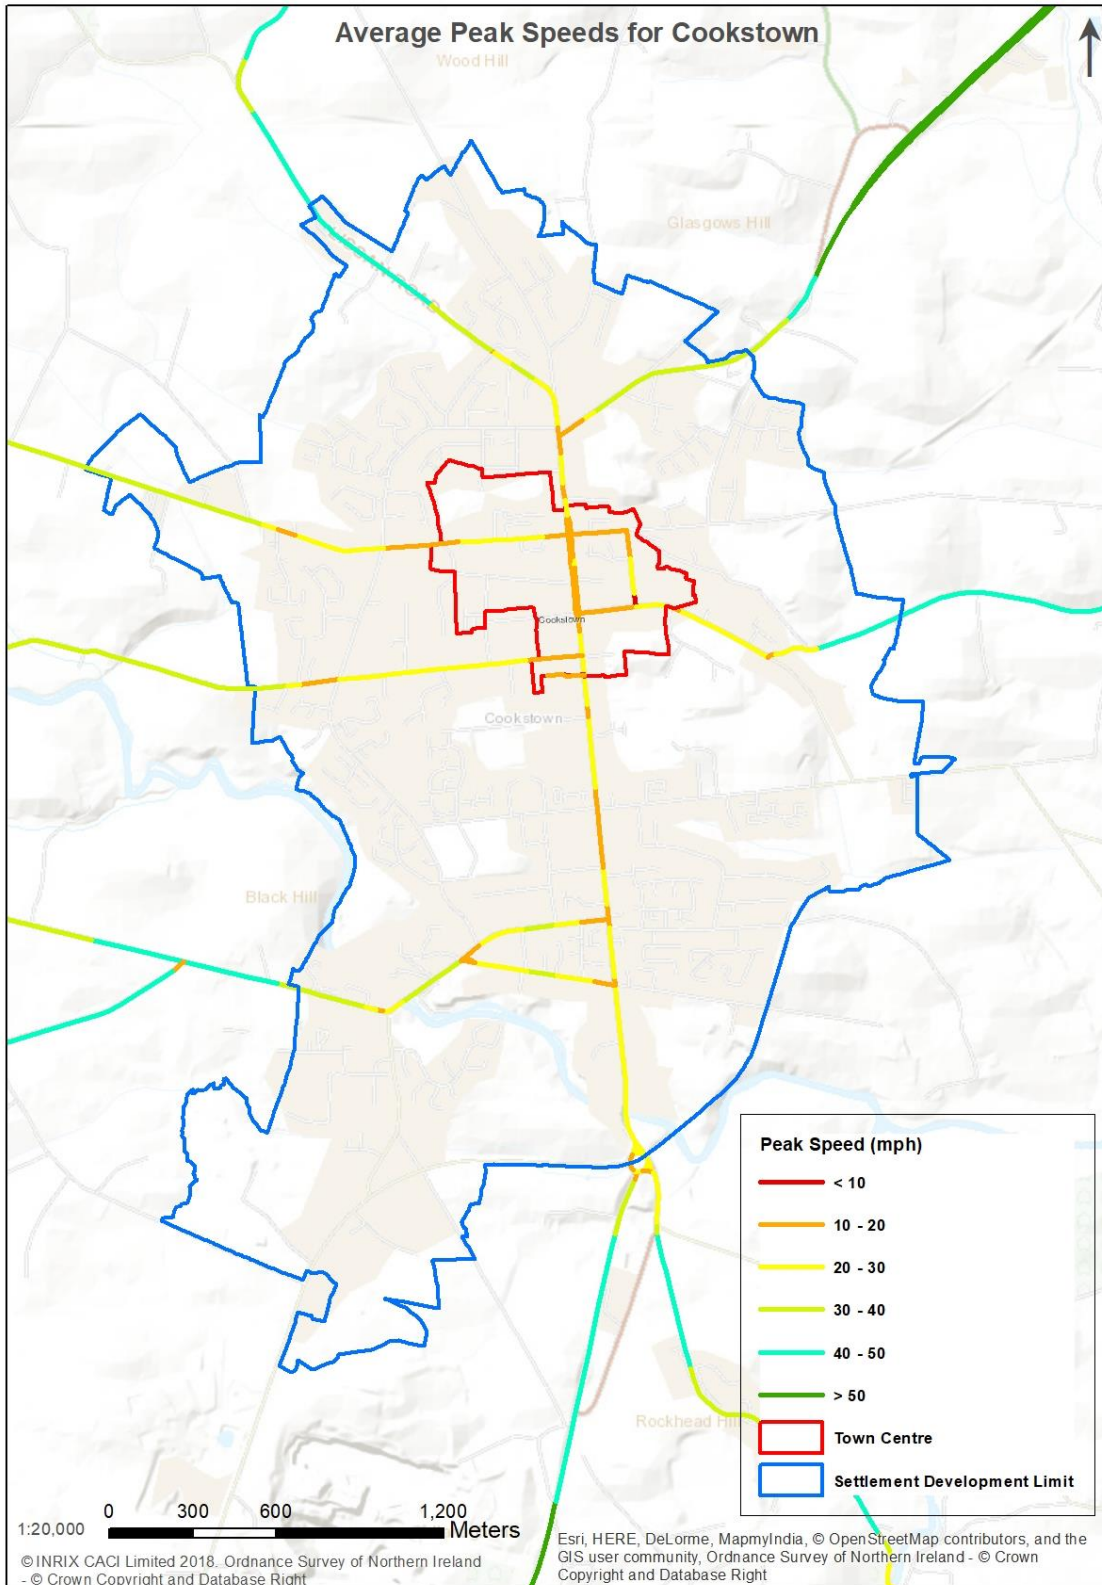 Average Peak Speeds for Cookstown
Wood Hill
Glasgows Hill
Cookstown
Cookstown
Black Hill
Rockhead Hill
Peak Speed (mph)
< 10
10 - 20
20 - 30
30 - 40
40 - 50
> 50
Town Centre
Settlement Development Limit
0 300 600 1,200
1:20,000
Meters
© INRIX CACI Limited 2018. Ordnance Survey of Northern Ireland
- © Crown Copyright and Database Right
Esri, HERE, DeLorme, MapmyIndia, © OpenStreetMap contributors, and the
GIS user community, Ordnance Survey of Northern Ireland - © Crown
Copyright and Database Right